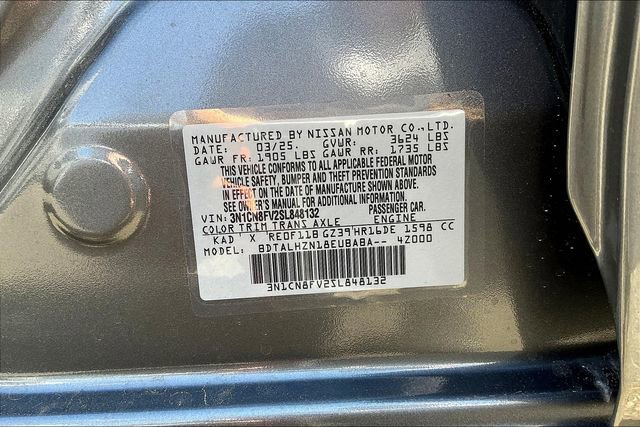 MANUFACTURED BY NISSAN MOTOR CO., LTD.
DATE: 03/25. GVWR: 3624 LBS
GAWR FR: 1905 LBS GAWR RR: 1735 LBS
THIS VEHICLE CONFORMS TO ALL APPLICABLE FEDERAL MOTOR
VEHICLE SAFETY, BUMPER AND THEFT PREVENTION STANDARDS
IN EFFECT ON THE DATE OF MANUFACTURE SHOWN ABOVE.
SEE OWNER'S MANUAL FOR ADDITIONAL INFORMATION.
VIN: 3N1CN8FV2SL848132 PASSENGER CAR.
COLOR TRIM TRANS AXLE ENGINE
KAD X RE0F11B GZ39 HR16DE 1598 CC
MODEL: BDTALHZN18EUBABA-- 4Z000
3N1CN8FV2SL848132